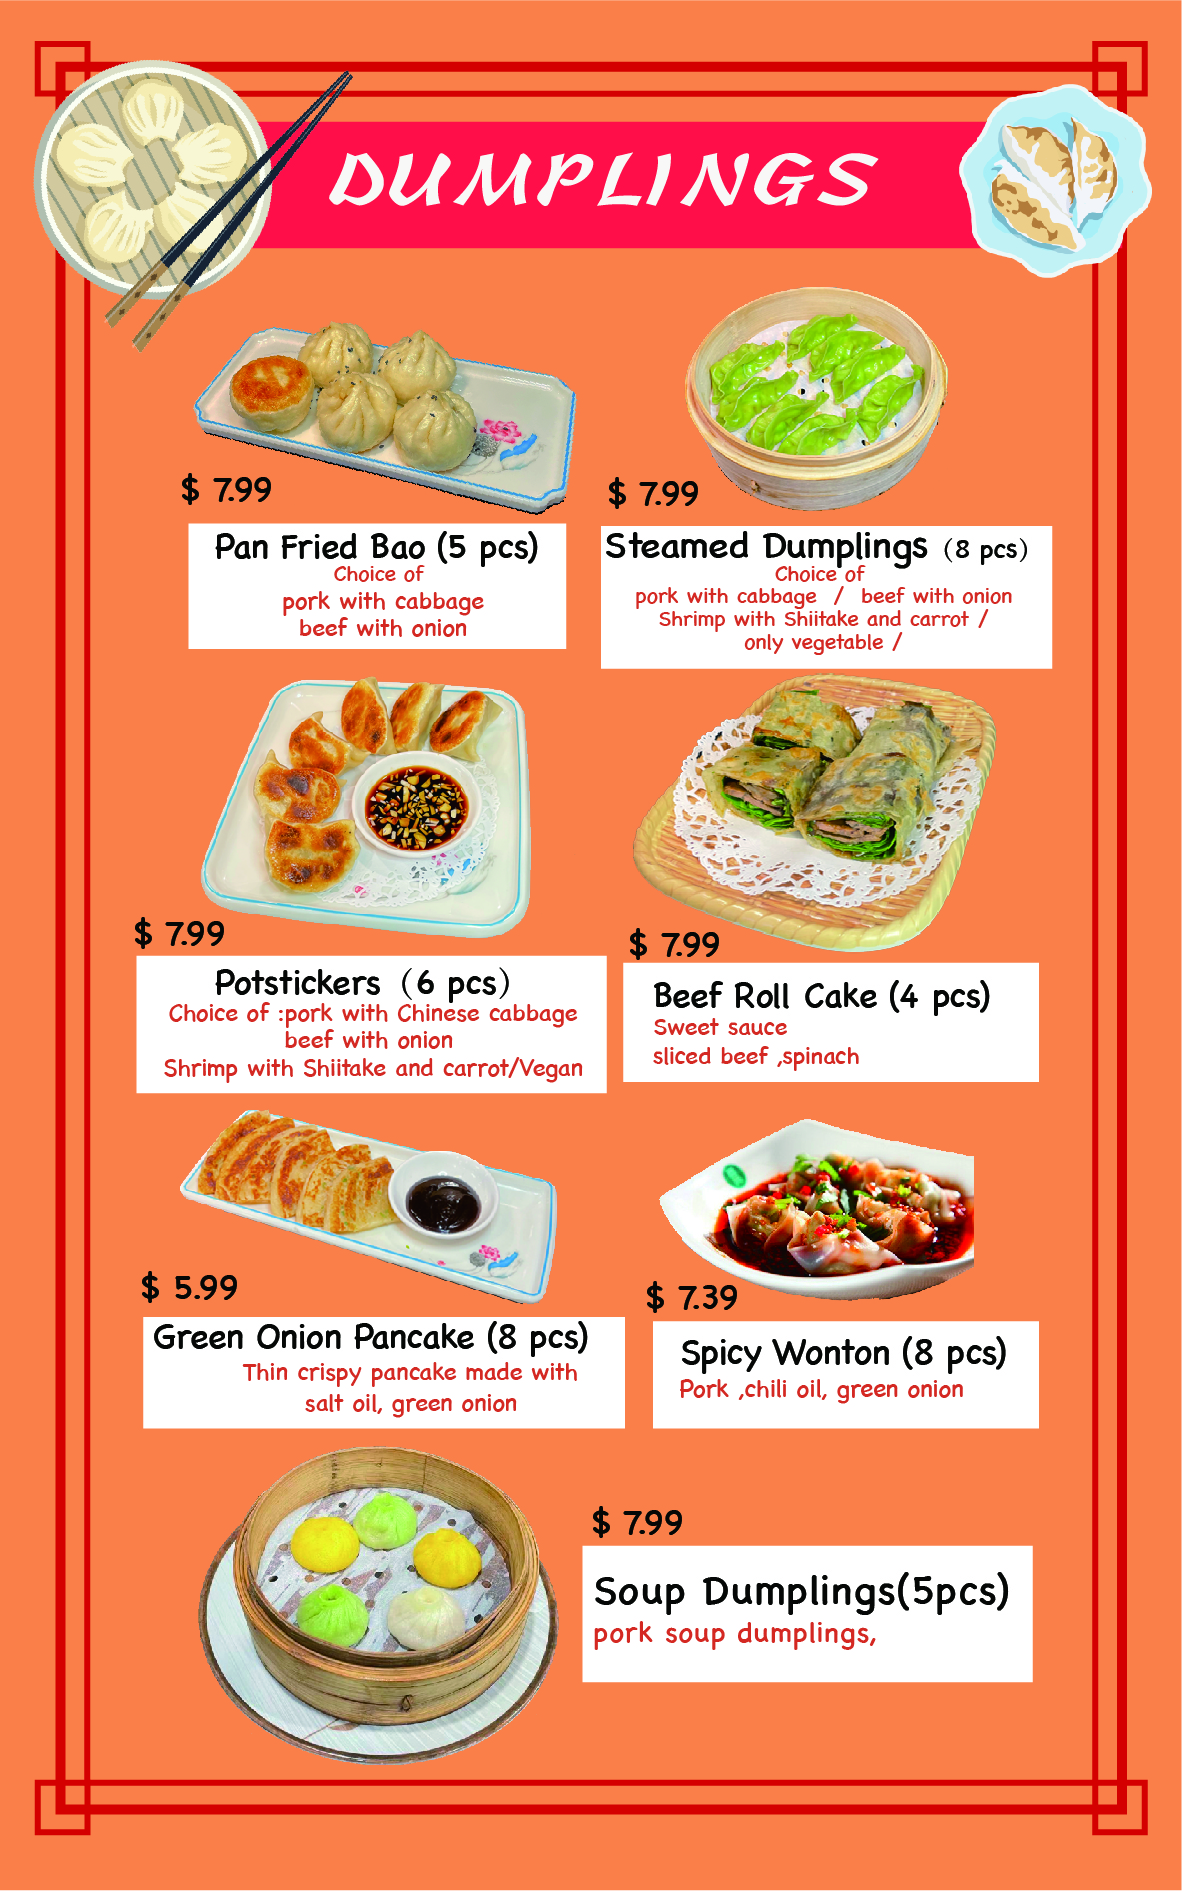 DUMPLINGS
$ 7.99
Pan Fried Bao (5 pcs)
Choice of
pork with cabbage
beef with onion
$ 7.99
Steamed Dumplings (8 pcs)
Choice of
pork with cabbage / beef with onion
Shrimp with Shiitake and carrot /
only vegetable /
$ 7.99
Potstickers (6 pcs)
Choice of :pork with Chinese cabbage
beef with onion
Shrimp with Shiitake and carrot/Vegan
$ 7.99
Beef Roll Cake (4 pcs)
Sweet sauce
sliced beef ,spinach
$ 5.99
Green Onion Pancake (8 pcs)
Thin crispy pancake made with
salt oil, green onion
$ 7.39
Spicy Wonton (8 pcs)
Pork ,chili oil, green onion
$ 7.99
Soup Dumplings(5pcs)
pork soup dumplings,